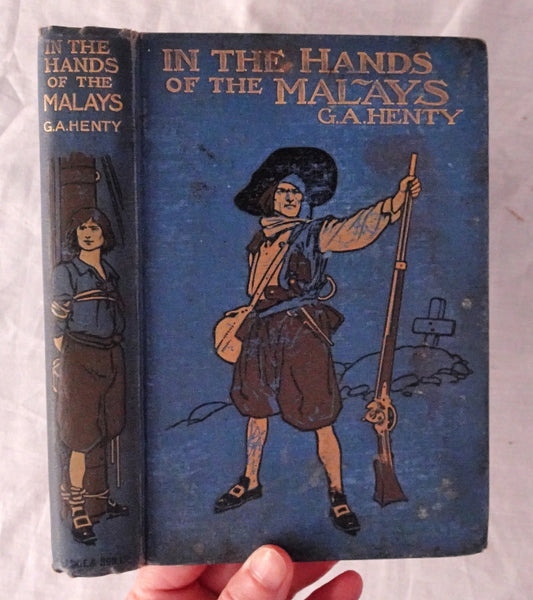 IN THE
HANDS
OF THE
MALAYS
G.A.HENTY
IN THE HANDS
OF THE MALAYS
G.A.HENTY